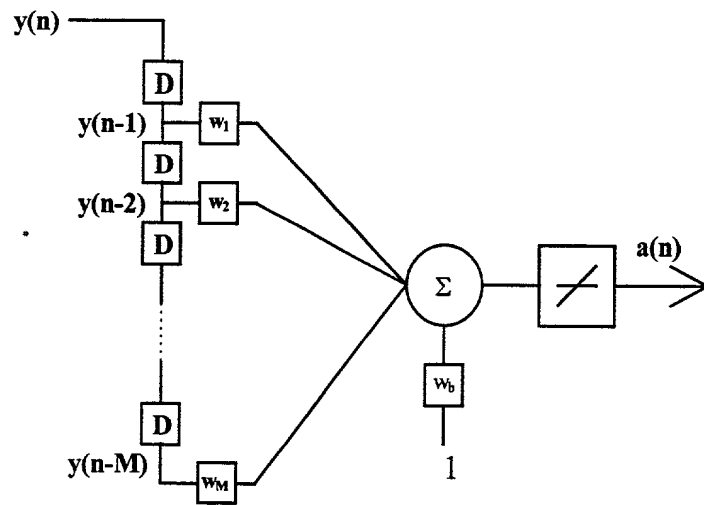 y(n)
D
y(n-1)
w1
D
y(n-2)
w2
D
Σ
a(n)
wb
1
D
y(n-M)
wM